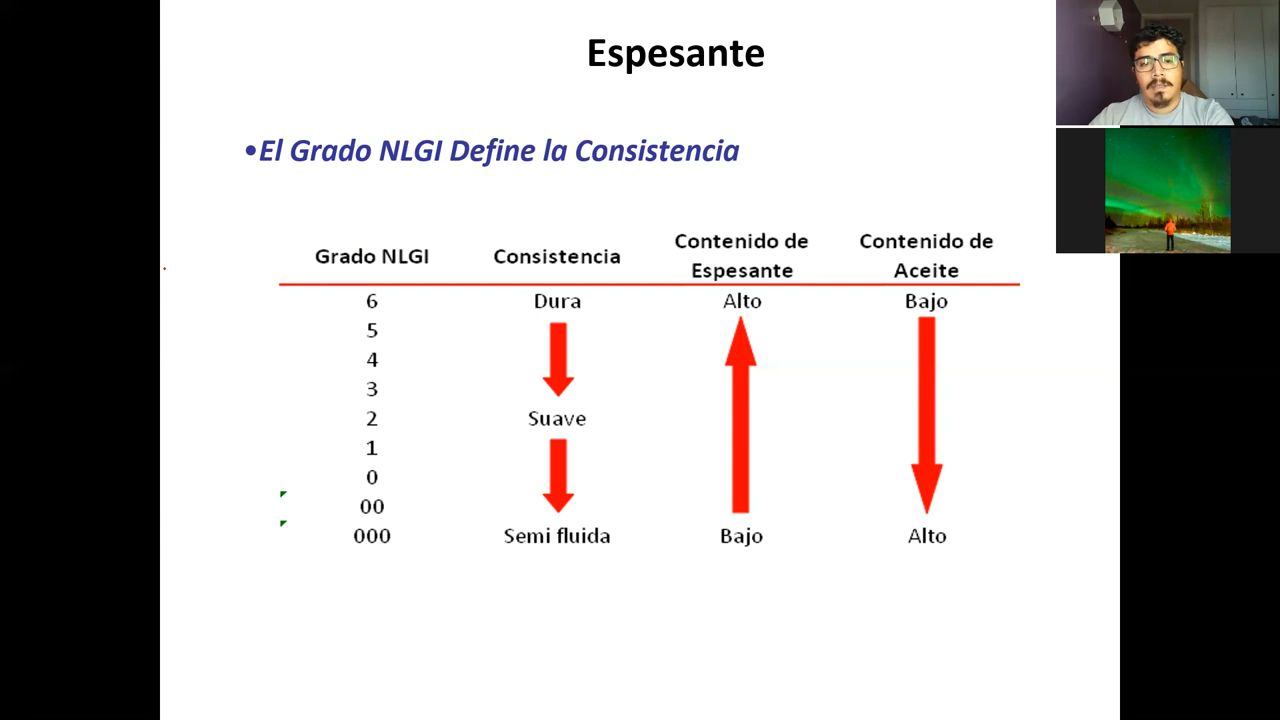 Espesante
•El Grado NLGI Define la Consistencia
Grado NLGI Consistencia Contenido de Espesante Contenido de Aceite
6 Dura Alto Bajo
5
4
3
2 Suave
1
0
00
000 Semi fluida Bajo Alto